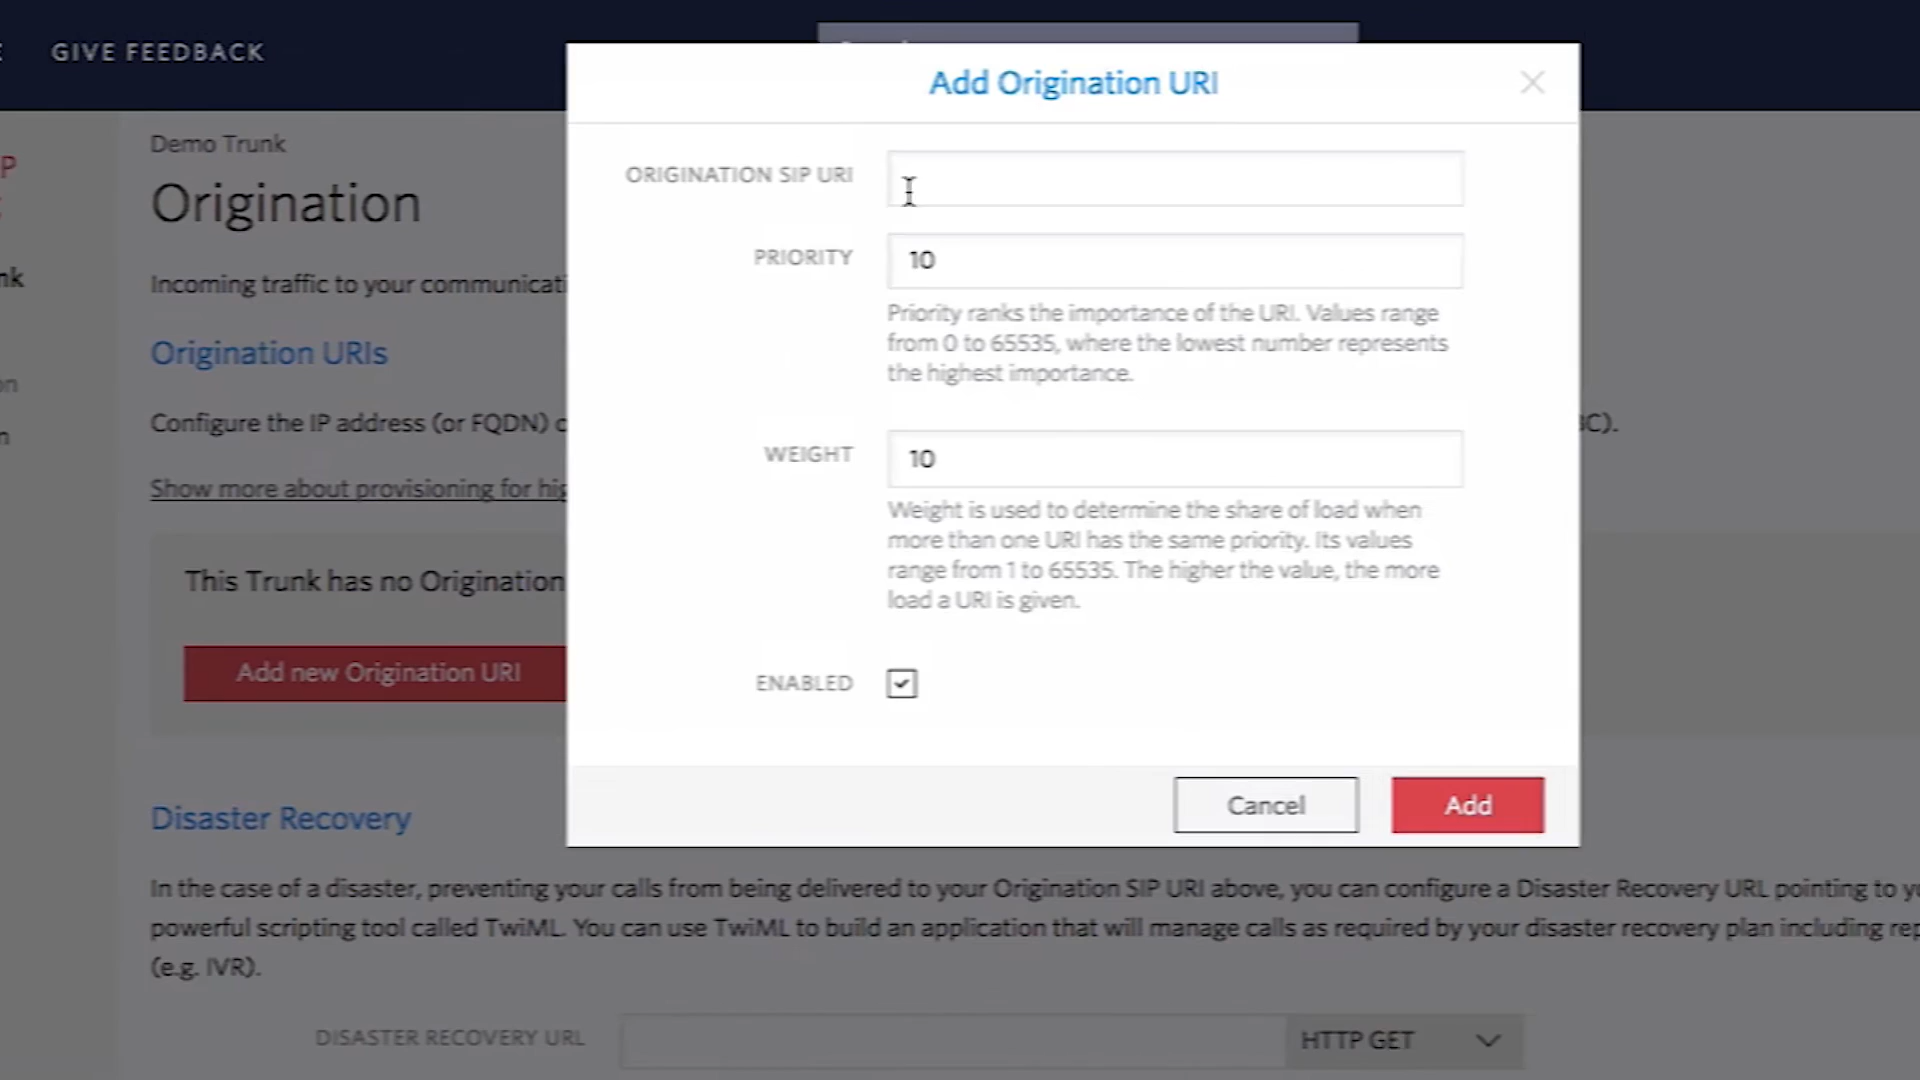 GIVE FEEDBACK
Add Origination URI
Demo Trunk
Origination
ORIGINATION SIP URI
PRIORITY
10
Incoming traffic to your
Priority ranks the importance of the URI. Values range
from 0 to 65535, where the lowest number represents
the highest importance.
Origination URIs
Configure the IP address (or FQDN)
WEIGHT
10
Show more about provisioning for
Weight is used to determine the share of load when
more than one URI has the same priority. Its values
range from 1 to 65535. The higher the value, the more
load a URI is given.
This Trunk has no Origination
Add new Origination URI
ENABLED
Cancel
Add
Disaster Recovery
In the case of a disaster, preventing your calls from being delivered to your Origination SIP URI above, you can configure a Disaster Recovery URL pointing to
powerful scripting tool called TwiML. You can use TwiML to build an application that will manage calls as required by your disaster recovery plan including
(e.g. IVR).
DISASTER RECOVERY URL
HTTP GET